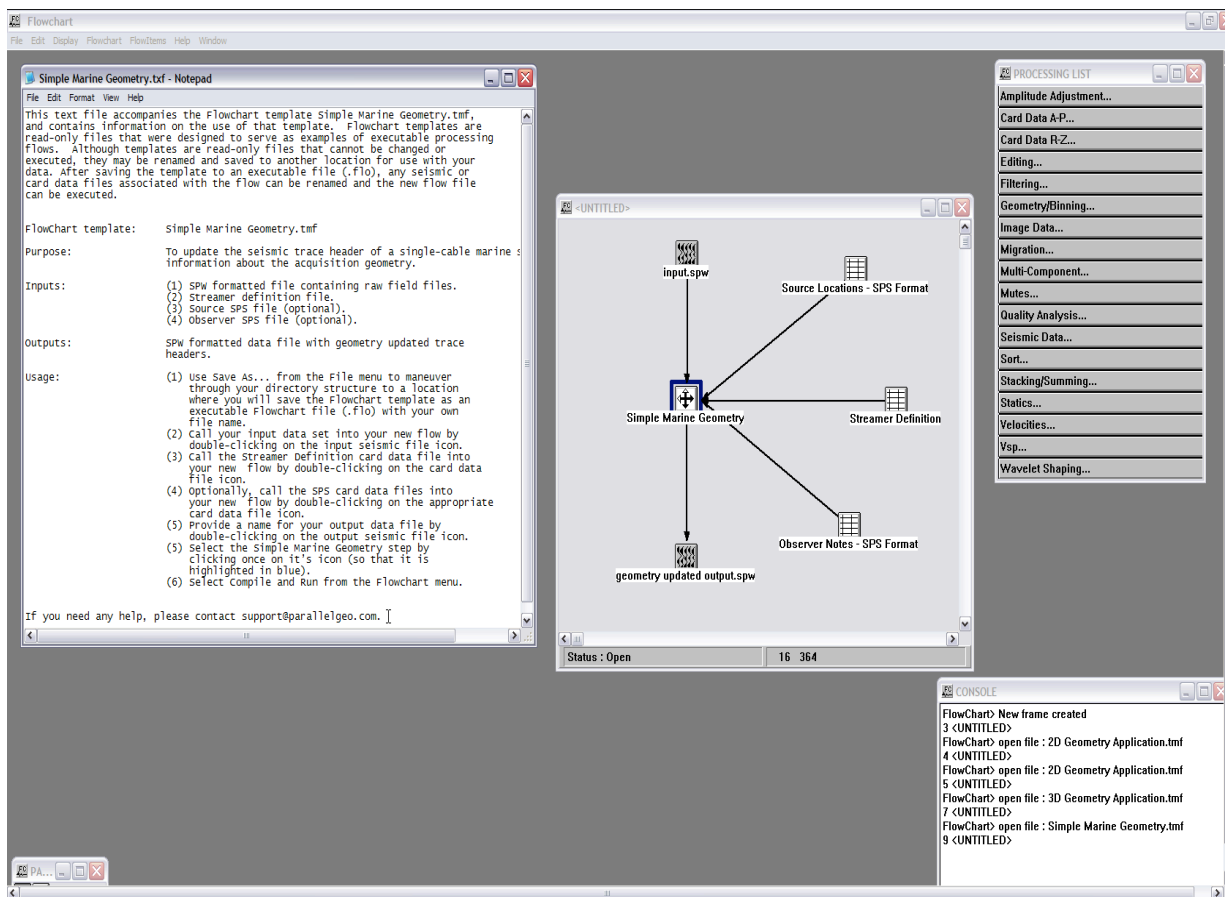 Flowchart
File Edit Display Flowchart FlowItems Help Window
Simple Marine Geometry.txf - Notepad
File Edit Format View Help
This text file accompanies the Flowchart template Simple Marine Geometry.tmf,
and contains information on the use of that template. Flowchart templates are
read-only files that were designed to serve as examples of executable processing
flows. Although templates are read-only files that cannot be changed or
executed, they may be renamed and saved to another location for use with your
data. After saving the template to an executable file (.flo), any seismic or
card data files associated with the flow can be renamed and the new flow file
can be executed.
FlowChart template: Simple Marine Geometry.tmf
Purpose: To update the seismic trace header of a single-cable marine s
information about the acquisition geometry.
Inputs: (1) SPW formatted file containing raw field files.
(2) Streamer definition file.
(3) Source SPS file (optional).
(4) Observer SPS file (optional).
Outputs: SPW formatted data file with geometry updated trace
headers.
Usage: (1) Use Save As... from the File menu to maneuver
through your directory structure to a location
where you will save the Flowchart template as an
executable Flowchart file (.flo) with your own
file name.
(2) Call your input data set into your new flow by
double-clicking on the input seismic file icon.
(3) Call the Streamer Definition card data file into
your new flow by double-clicking on the card data
file icon.
(4) Optionally, call the SPS card data files into
your new flow by double-clicking on the appropriate
card data file icon.
(5) Provide a name for your output data file by
double-clicking on the output seismic file icon.
(5) Select the Simple Marine Geometry step by
clicking once on it's icon (so that it is
highlighted in blue).
(6) Select Compile and Run from the Flowchart menu.
If you need any help, please contact support@parallelgeo.com.
<UNTITLED>
input.spw
Source Locations - SPS Format
Simple Marine Geometry
Streamer Definition
Observer Notes - SPS Format
geometry updated output.spw
Status : Open
16 364
PROCESSING LIST
Amplitude Adjustment...
Card Data A-P...
Card Data R-Z...
Editing...
Filtering...
Geometry/Binning...
Image Data...
Migration...
Multi-Component...
Mutes...
Quality Analysis...
Seismic Data...
Sort...
Stacking/Summing...
Statics...
Velocities...
Vsp...
Wavelet Shaping...
CONSOLE
FlowChart> New frame created
3 <UNTITLED>
FlowChart> open file : 2D Geometry Application.tmf
4 <UNTITLED>
FlowChart> open file : 2D Geometry Application.tmf
5 <UNTITLED>
FlowChart> open file : 3D Geometry Application.tmf
7 <UNTITLED>
FlowChart> open file : Simple Marine Geometry.tmf
9 <UNTITLED>
PA...